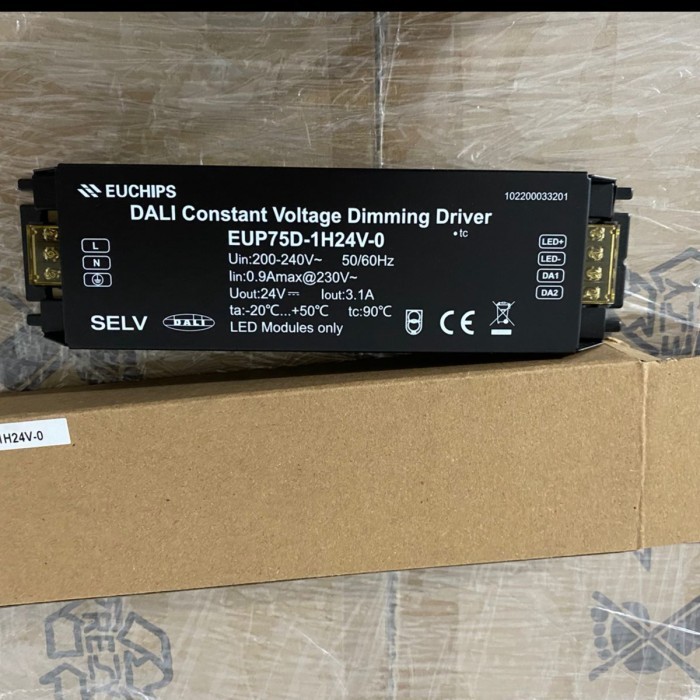 EUCHIPS
102200033201
DALI Constant Voltage Dimming Driver
EUP75D-1H24V-0
•tc
Uin:200-240V~ 50/60Hz
Iin:0.9Amax@230V~
Uout:24V⎓ Iout:3.1A
ta:-20℃...+50℃ tc:90℃
LED Modules only
L
N
SELV
DALI
CE
LED+
LED-
DA1
DA2
1H24V-0